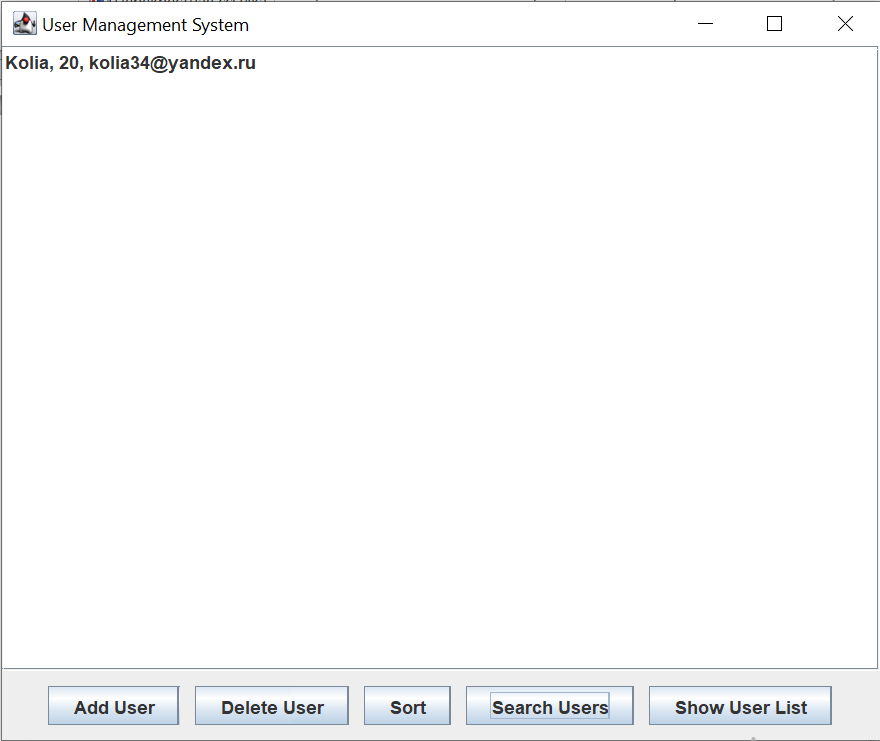 User Management System
Kolia, 20, kolia34@yandex.ru
Add User Delete User Sort Search Users Show User List